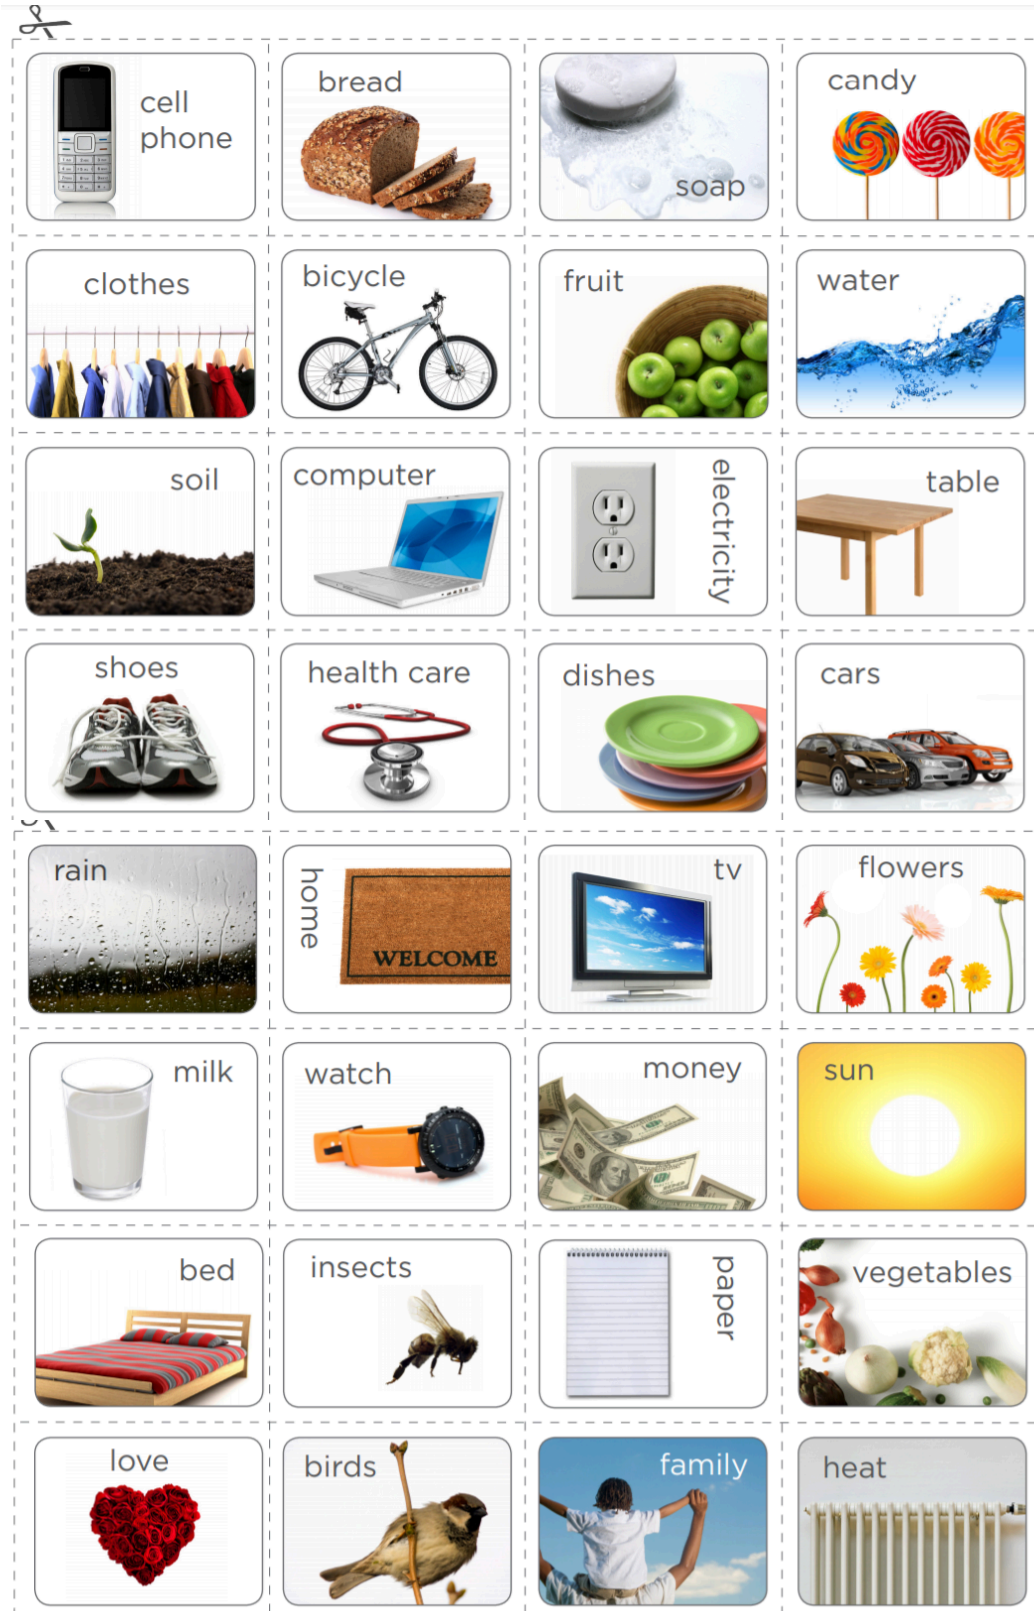 cell
phone
bread
soap
candy
clothes
bicycle
fruit
water
soil
computer
electricity
table
shoes
health care
dishes
cars
rain
home
WELCOME
tv
flowers
milk
watch
money
sun
bed
insects
paper
vegetables
love
birds
family
heat